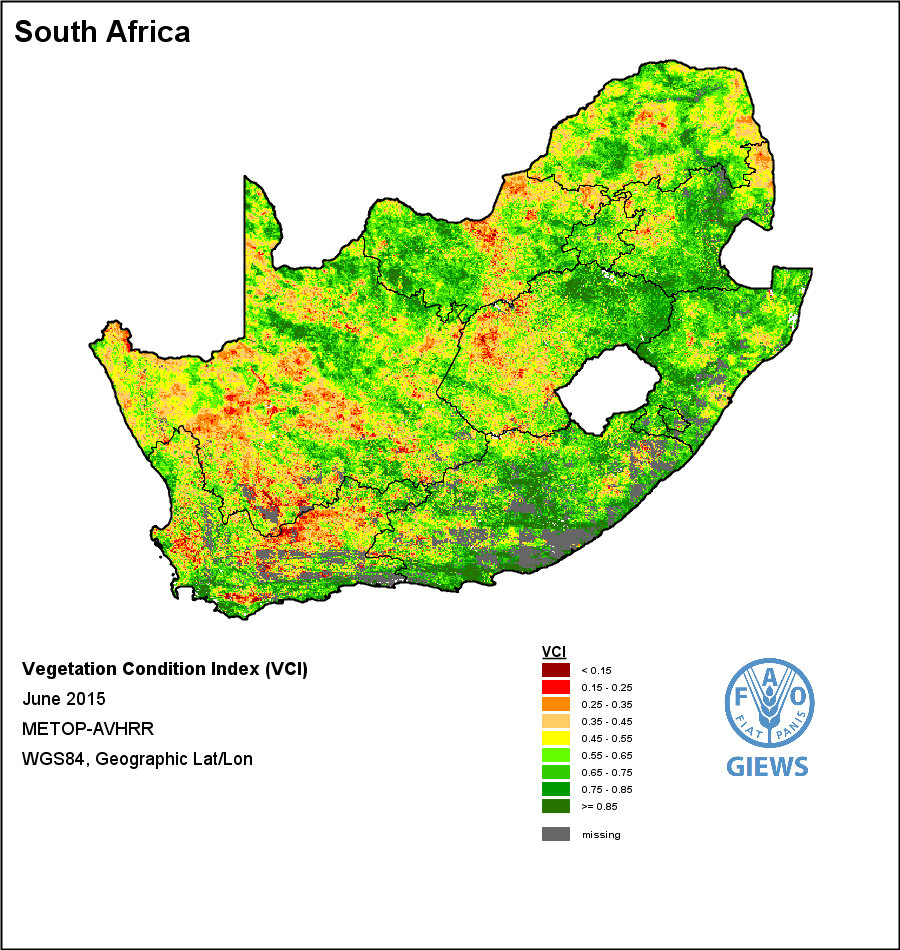 South Africa
Vegetation Condition Index (VCI)
June 2015
METOP-AVHRR
WGS84, Geographic Lat/Lon
VCI
< 0.15
0.15 - 0.25
0.25 - 0.35
0.35 - 0.45
0.45 - 0.55
0.55 - 0.65
0.65 - 0.75
0.75 - 0.85
>= 0.85
missing
F A O
FIAT PANIS
GIEWS